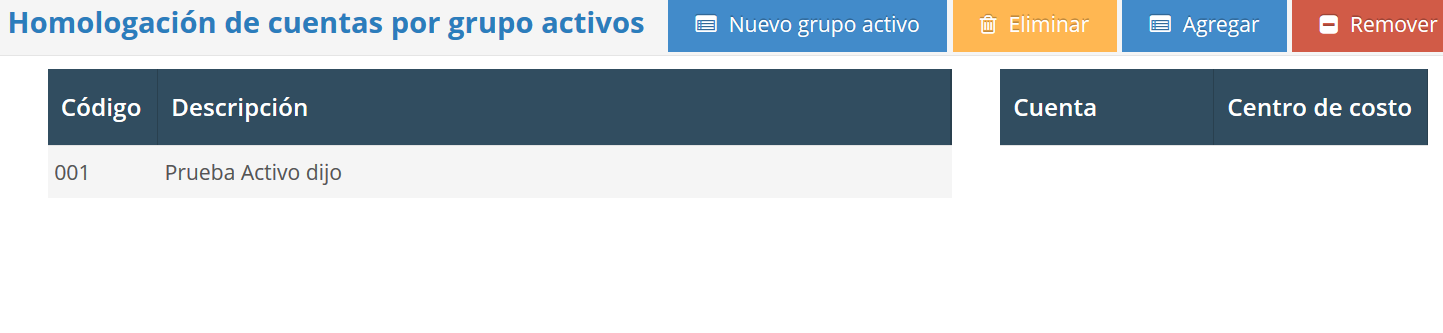 Homologación de cuentas por grupo activos
Nuevo grupo activo
Eliminar
Agregar
Remover
Código Descripción
001 Prueba Activo dijo
Cuenta Centro de costo